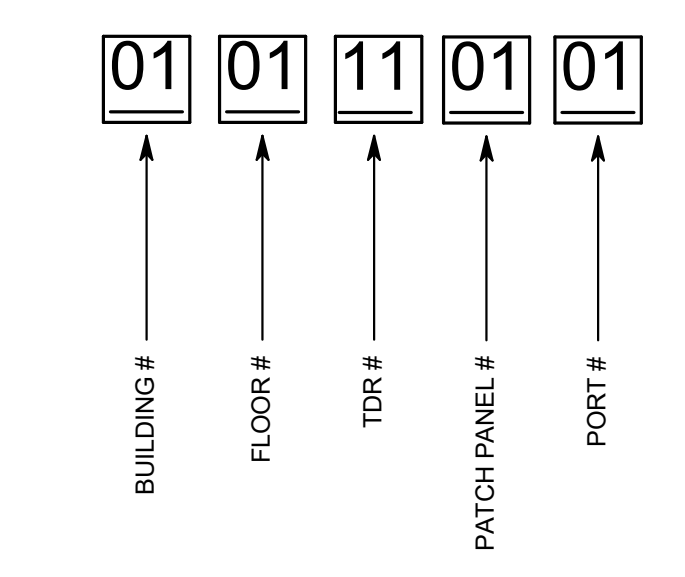 01 01 11 01 01
BUILDING #
FLOOR #
TDR #
PATCH PANEL #
PORT #